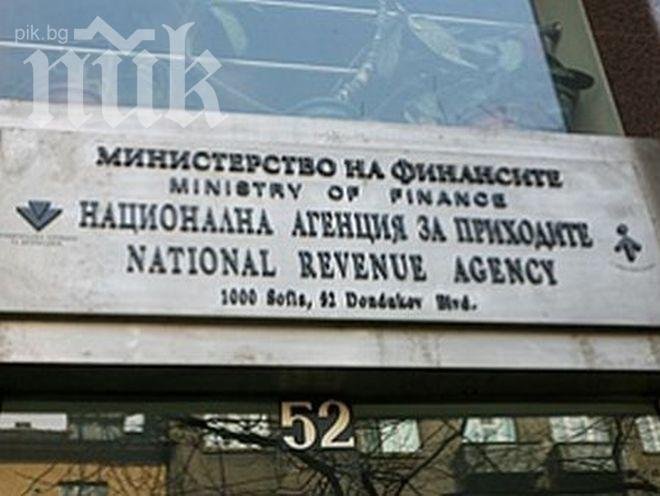 pik.bg
пик
МИНИСТЕРСТВО НА ФИНАНСИТЕ
MINISTRY OF FINANCE
НАЦИОНАЛНА АГЕНЦИЯ ЗА ПРИХОДИТЕ
NATIONAL REVENUE AGENCY
1000 Sofia, 52 Dondukov Blvd.
52